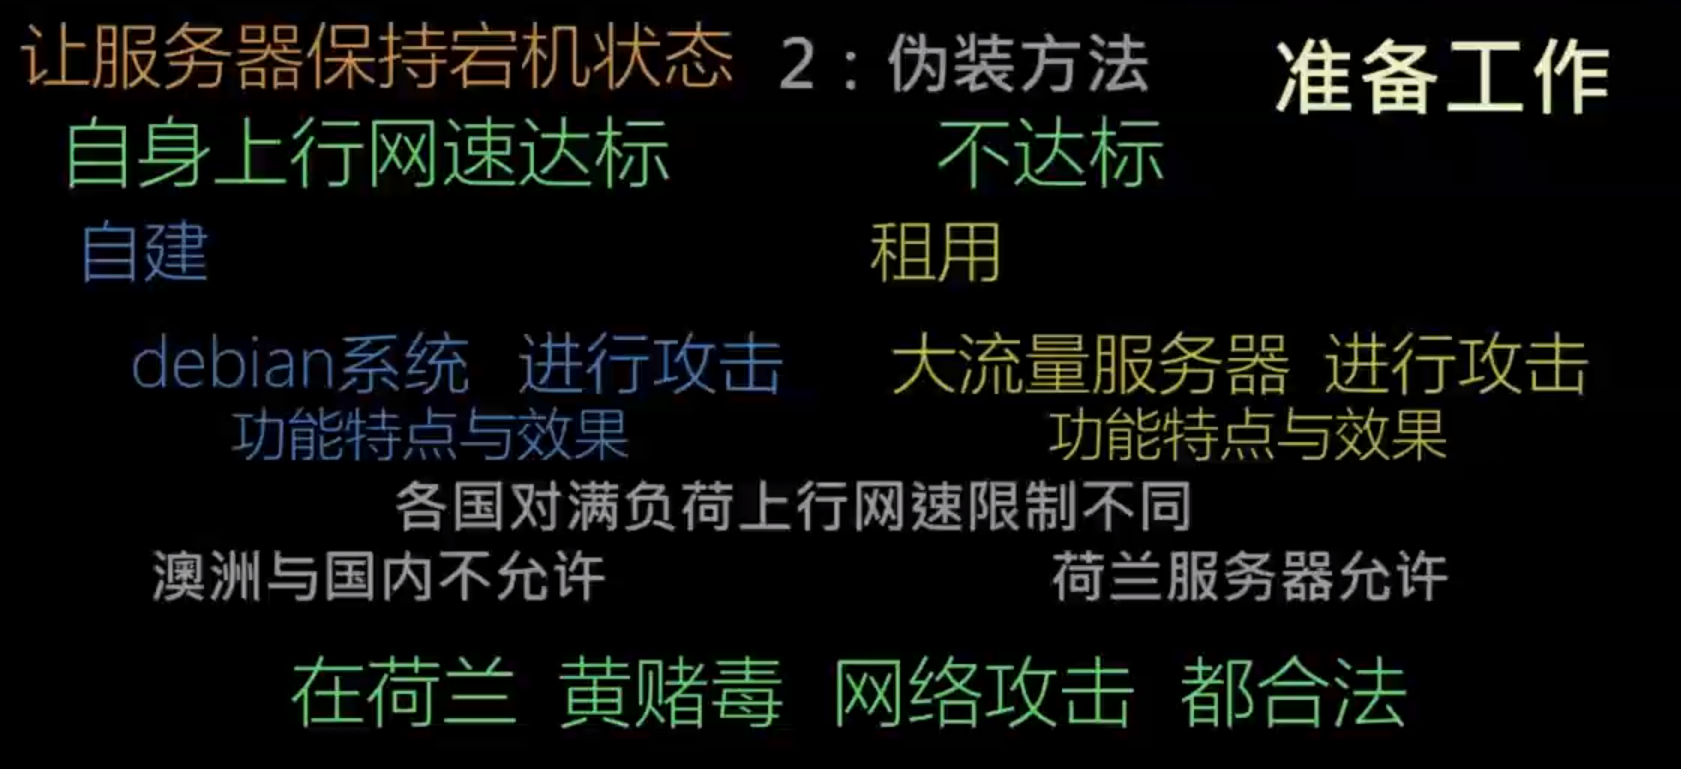 让服务器保持宕机状态 2：伪装方法 准备工作
自身上行网速达标 不达标
自建 租用
debian系统 进行攻击 大流量服务器 进行攻击
功能特点与效果 功能特点与效果
各国对满负荷上行网速限制不同
澳洲与国内不允许 荷兰服务器允许
在荷兰 黄赌毒 网络攻击 都合法